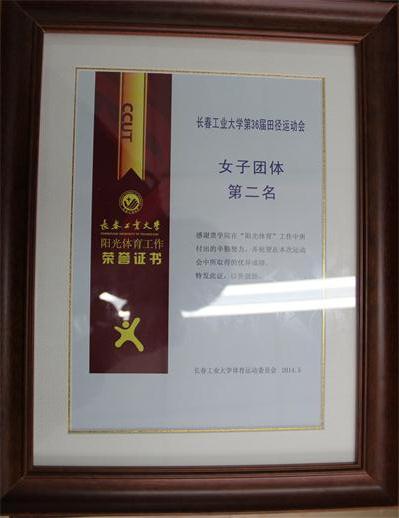 CCUT
长春工业大学
CHANGCHUN UNIVERSITY OF TECHNOLOGY
阳光体育工作
荣誉证书
长春工业大学第36届田径运动会
女子团体
第二名
感谢贵学院在“阳光体育”工作中所
付出的辛勤努力，并祝贺在本次运动
会中所取得的优异成绩。
特发此证，以资鼓励。
长春工业大学体育运动委员会 2014.5